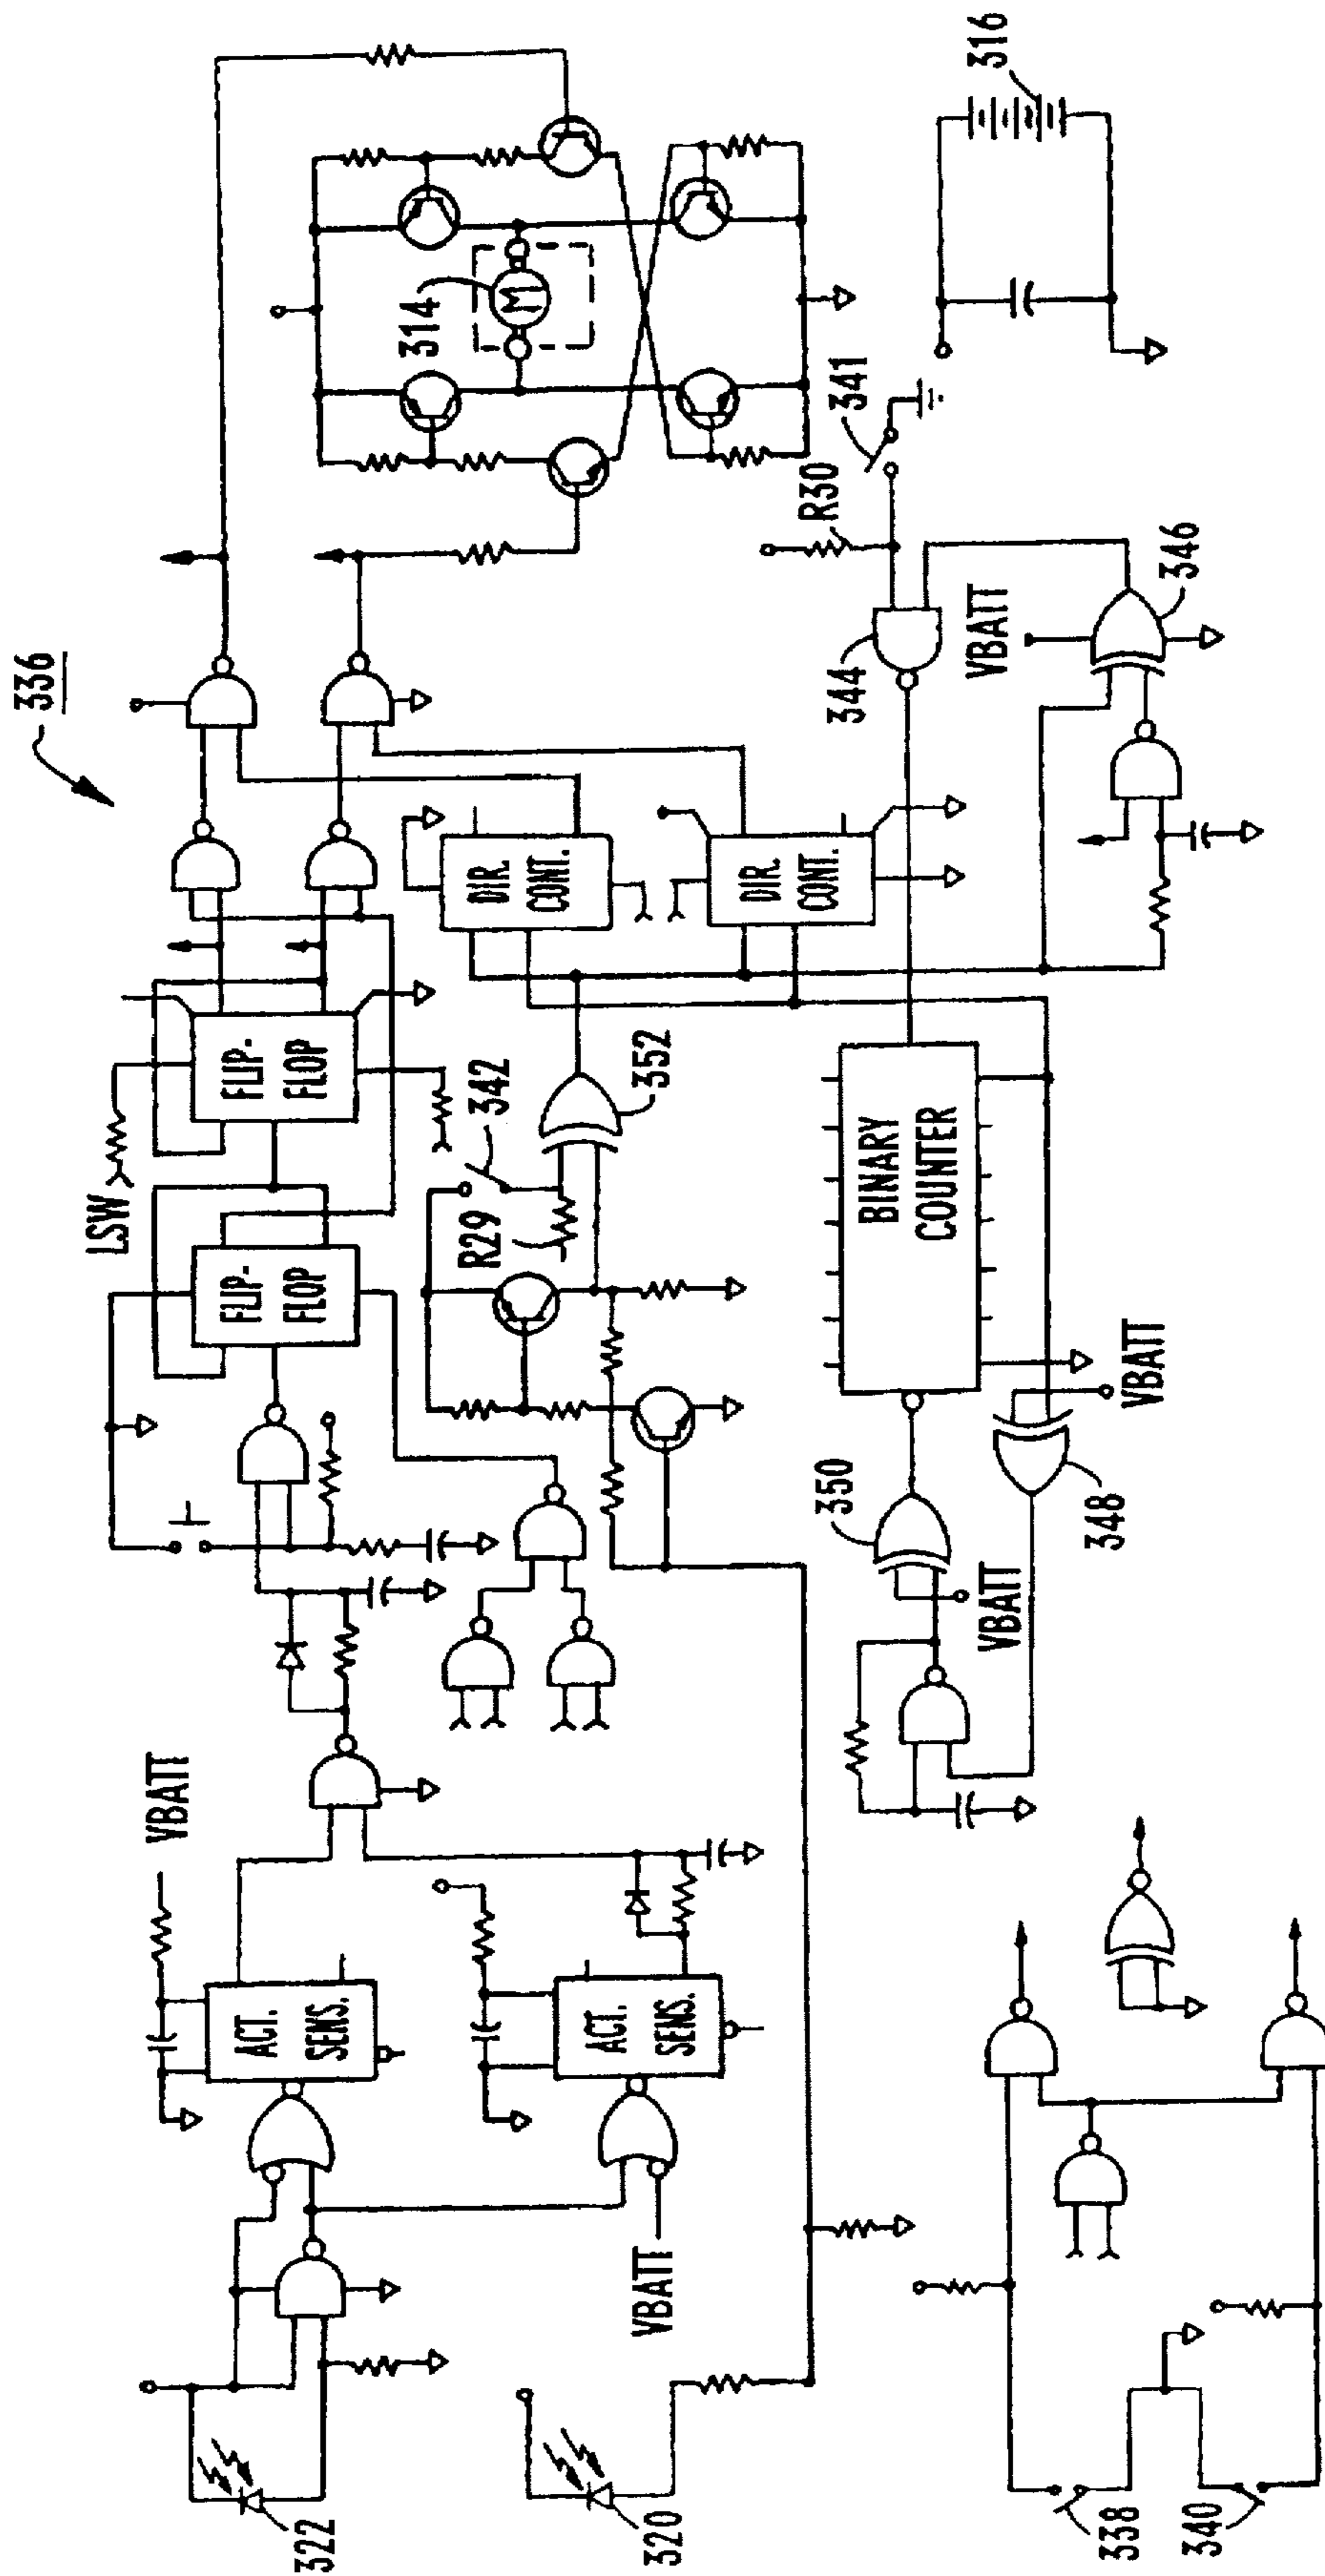 336
LSW
VBATT
FLIP-
FLOP
FLIP-
FLOP
ACT.
SENS.
322
314
DIR.
CONT.
DIR.
CONT.
R29
342
352
ACT.
SENS.
VBATT
320
341
R30
316
344
VBATT
346
BINARY
COUNTER
350
VBATT
348
VBATT
338
340
M